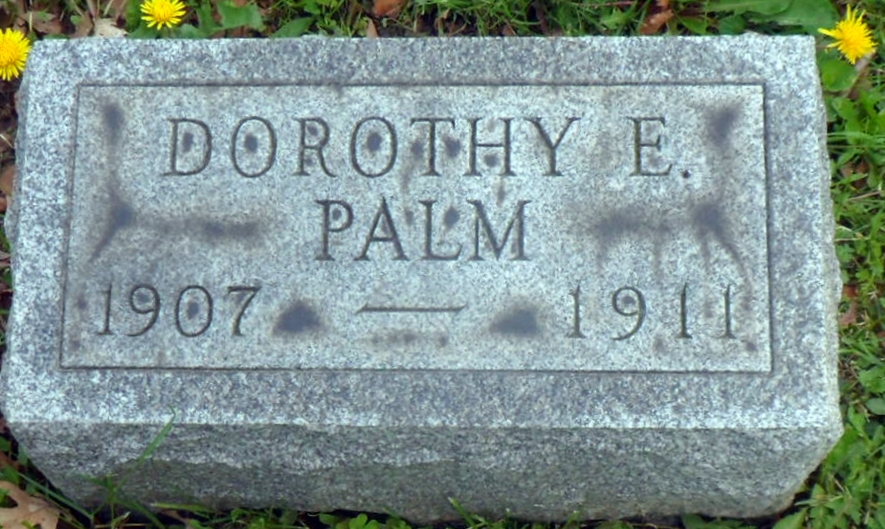 DOROTHY E.
PALM
1907 — 1911